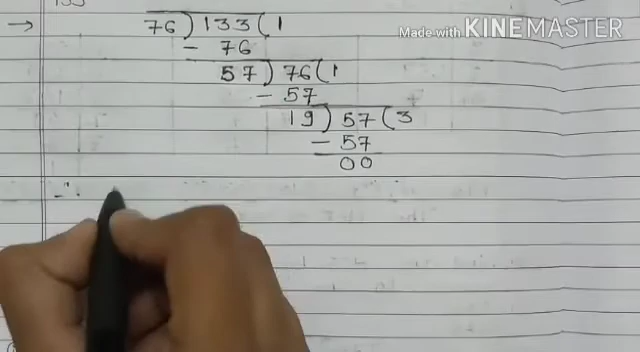 → 76 ) 133 ( 1
Made with KINEMASTER
- 76
57 ) 76 ( 1
- 57
19 ) 57 ( 3
- 57
00
∴